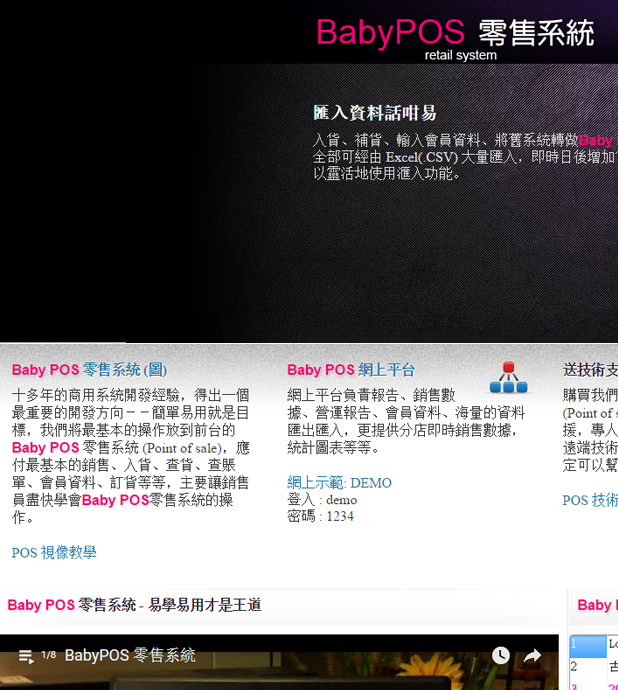 BabyPOS 零售系統
retail system
匯入資料話咁易
入貨、補貨、輸入會員資料、將舊系統轉做Baby
全部可經由 Excel(.CSV) 大量匯入，即時日後增加
以靈活地使用滙入功能。
Baby POS 零售系統 (圖)
十多年的商用系統開發經驗，得出一個
最重要的開發方向－－簡單易用就是目
標，我們將最基本的操作放到前台的
Baby POS 零售系統 (Point of sale)，應
付最基本的銷售、入貨、查貨、查賬
單、會員資料、訂貨等等，主要讓銷售
員盡快學會Baby POS零售系統的操
作。
POS 視像教學
Baby POS 網上平台
網上平台負責報告、銷售數
據、營運報告、會員資料、海量的資料
匯出匯入，更提供分店即時銷售數據，
統計圖表等等。
網上示範: DEMO
登入 : demo
密碼 : 1234
送技術支
購買我們
(Point of s
援，專人
遠端技術
定可以幫
POS 技術
Baby POS 零售系統 - 易學易用才是王道
1/8 BabyPOS 零售系統
Baby
1
2
3